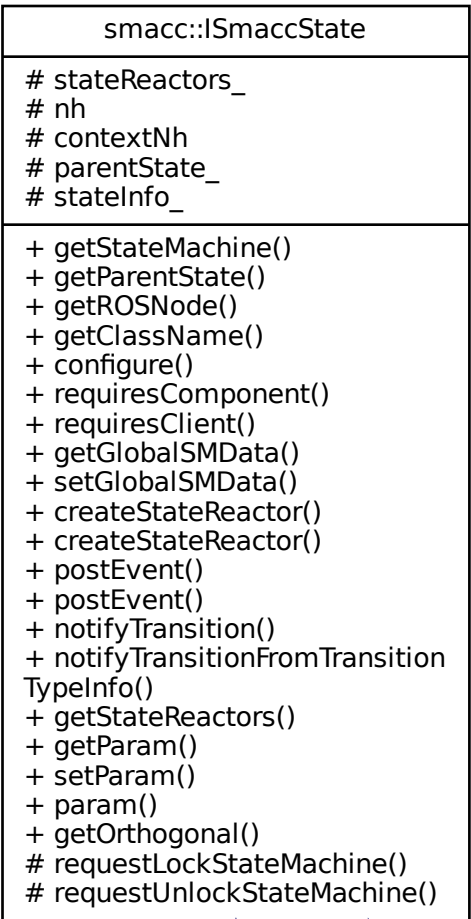 smacc::ISmaccState
# stateReactors_
# nh
# contextNh
# parentState_
# stateInfo_
+ getStateMachine()
+ getParentState()
+ getROSNode()
+ getClassName()
+ configure()
+ requiresComponent()
+ requiresClient()
+ getGlobalSMData()
+ setGlobalSMData()
+ createStateReactor()
+ createStateReactor()
+ postEvent()
+ postEvent()
+ notifyTransition()
+ notifyTransitionFromTransition
TypeInfo()
+ getStateReactors()
+ getParam()
+ setParam()
+ param()
+ getOrthogonal()
# requestLockStateMachine()
# requestUnlockStateMachine()